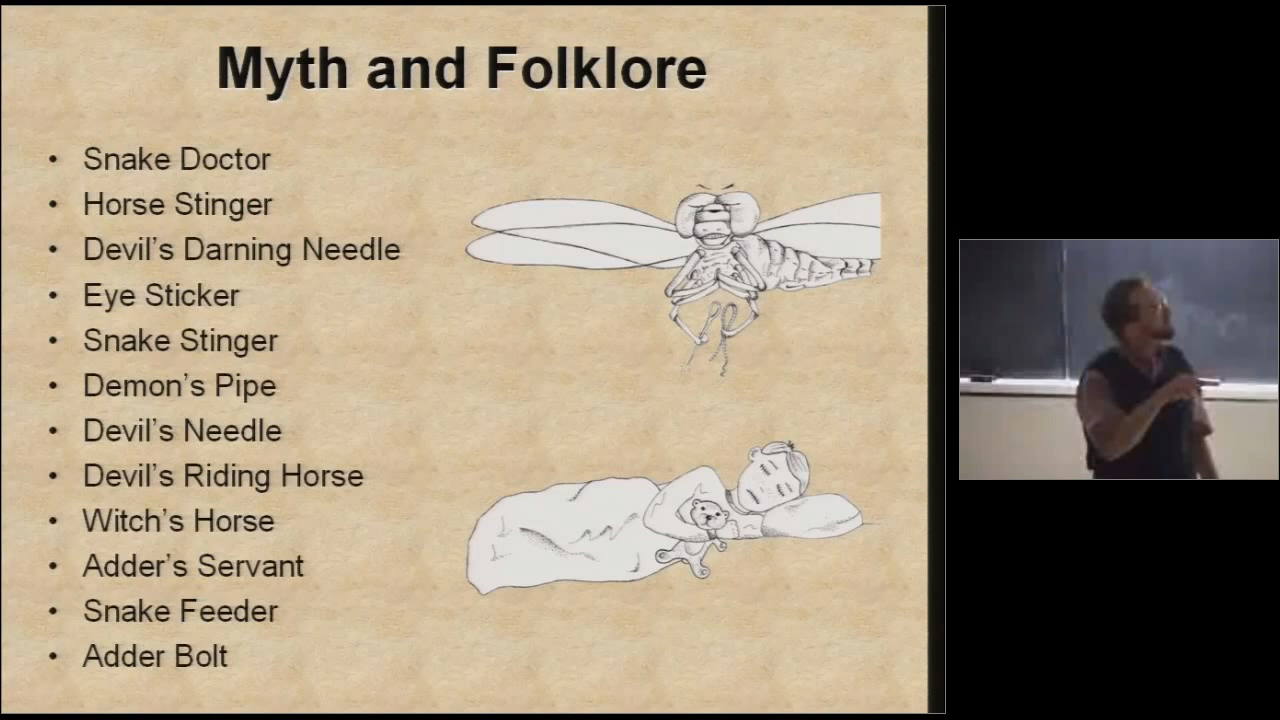 Myth and Folklore
• Snake Doctor
• Horse Stinger
• Devil's Darning Needle
• Eye Sticker
• Snake Stinger
• Demon's Pipe
• Devil's Needle
• Devil's Riding Horse
• Witch's Horse
• Adder's Servant
• Snake Feeder
• Adder Bolt